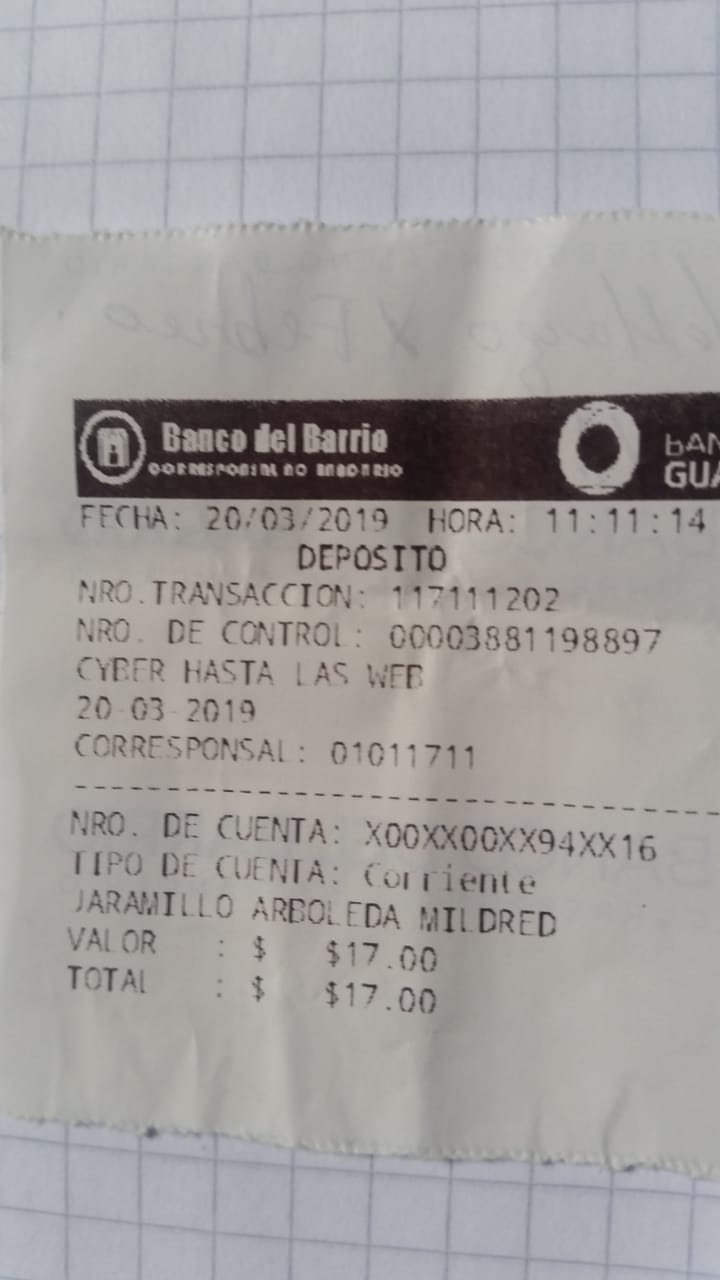 Banco del Barrio
CORRESPONSAL NO BANCARIO
BAN
GUA
FECHA: 20/03/2019 HORA: 11:11:14
DEPOSITO
NRO.TRANSACCION: 117111202
NRO. DE CONTROL: 00003881198897
CYBER HASTA LAS WEB
20-03-2019
CORRESPONSAL: 01011711
NRO. DE CUENTA: X00XX00XX94XX16
TIPO DE CUENTA: Corriente
JARAMILLO ARBOLEDA MILDRED
VALOR : $ $17.00
TOTAL : $ $17.00